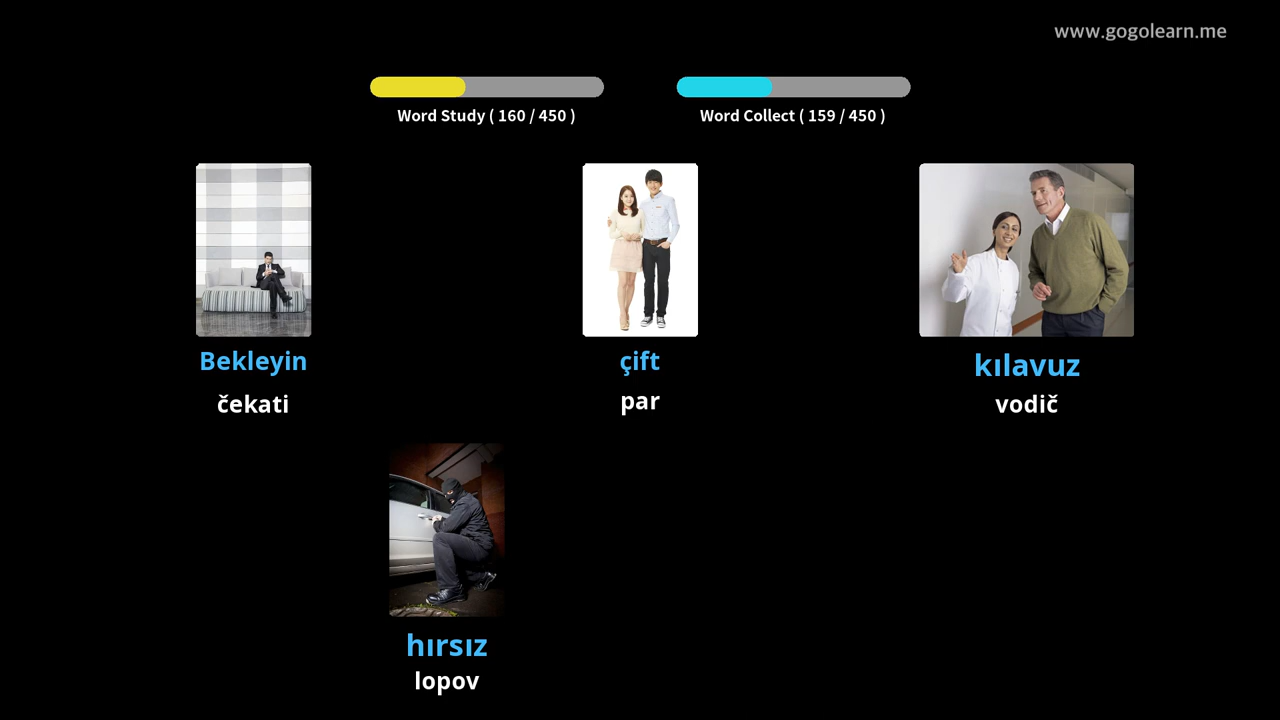 www.gogolearn.me
Word Study ( 160 / 450 )
Word Collect ( 159 / 450 )
Bekleyin
čekati
çift
par
kılavuz
vodič
hırsız
lopov